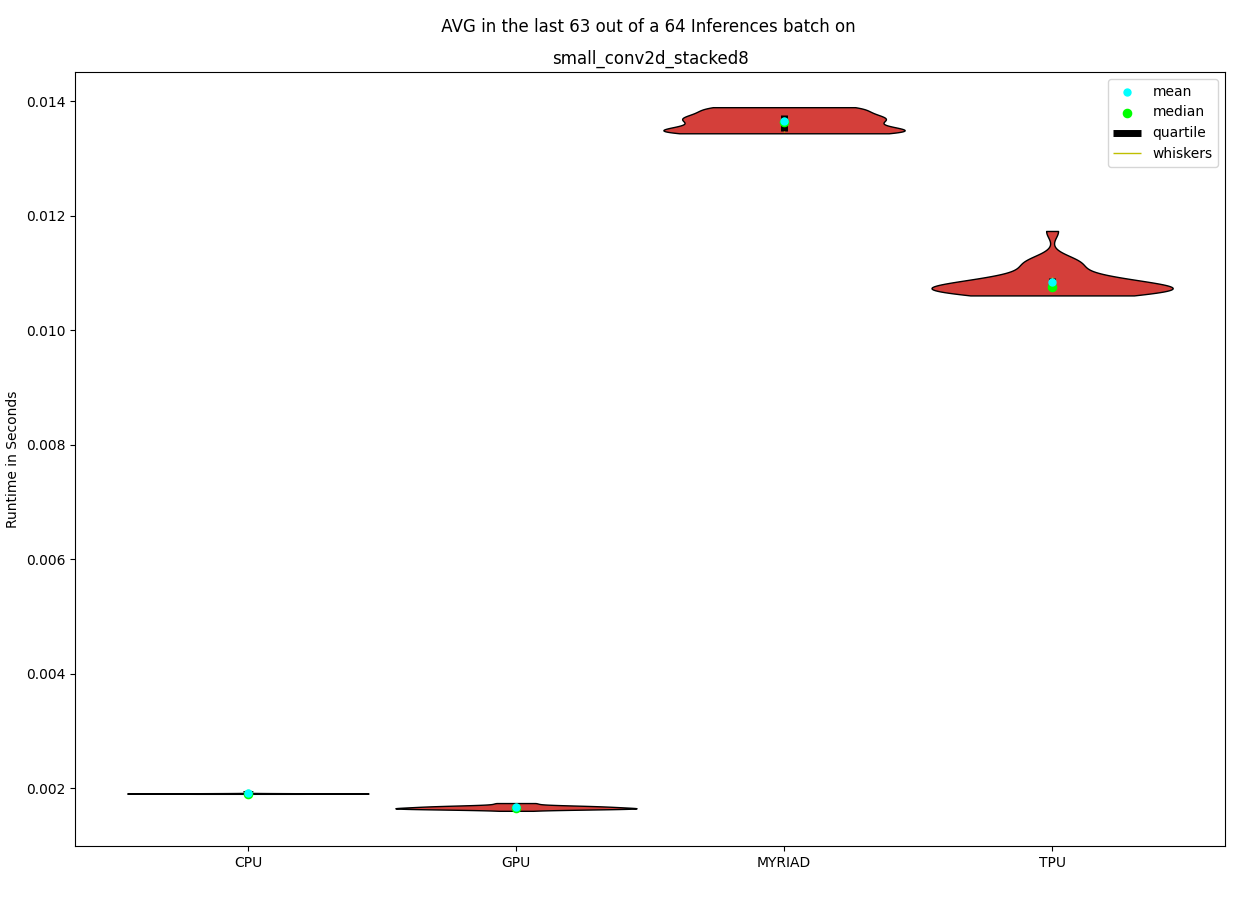 AVG in the last 63 out of a 64 Inferences batch on
small_conv2d_stacked8
mean
median
quartile
whiskers
Runtime in Seconds
0.014
0.012
0.010
0.008
0.006
0.004
0.002
CPU
GPU
MYRIAD
TPU